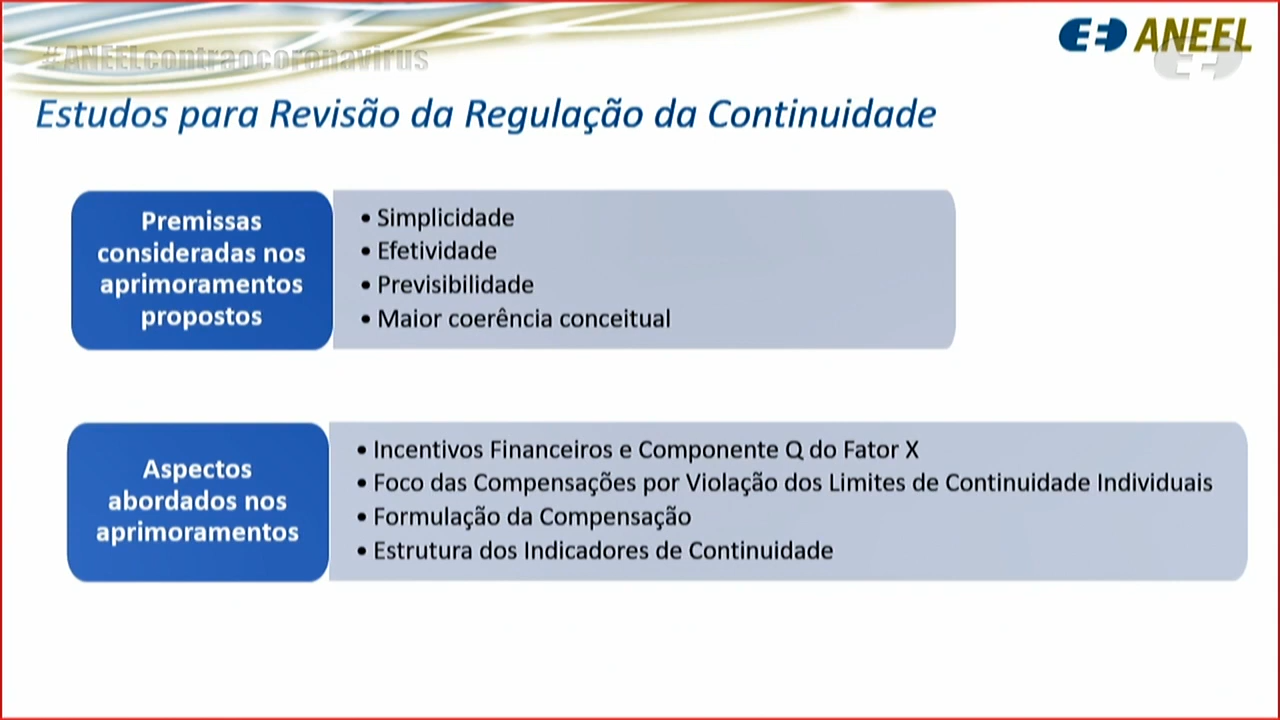 #ANEELcontraocoronavirus
ANEEL
Estudos para Revisão da Regulação da Continuidade
Premissas
consideradas nos
aprimoramentos
propostos
• Simplicidade
• Efetividade
• Previsibilidade
• Maior coerência conceitual
Aspectos
abordados nos
aprimoramentos
• Incentivos Financeiros e Componente Q do Fator X
• Foco das Compensações por Violação dos Limites de Continuidade Individuais
• Formulação da Compensação
• Estrutura dos Indicadores de Continuidade